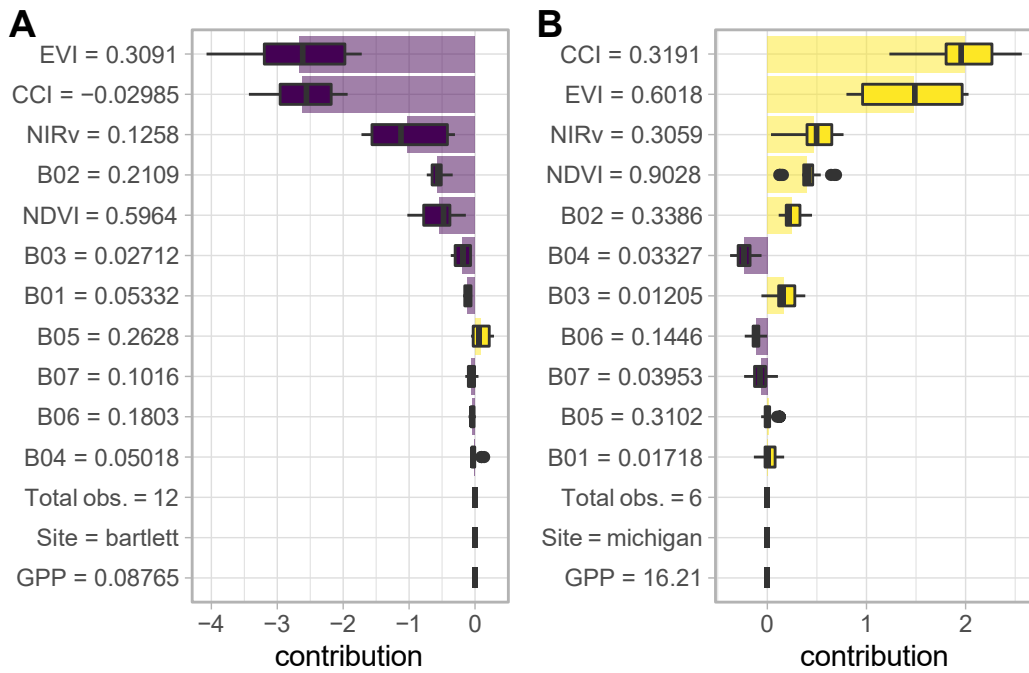 A
EVI = 0.3091
CCI = −0.02985
NIRv = 0.1258
B02 = 0.2109
NDVI = 0.5964
B03 = 0.02712
B01 = 0.05332
B05 = 0.2628
B07 = 0.1016
B06 = 0.1803
B04 = 0.05018
Total obs. = 12
Site = bartlett
GPP = 0.08765
−4 −3 −2 −1 0
contribution
B
CCI = 0.3191
EVI = 0.6018
NIRv = 0.3059
NDVI = 0.9028
B02 = 0.3386
B04 = 0.03327
B03 = 0.01205
B06 = 0.1446
B07 = 0.03953
B05 = 0.3102
B01 = 0.01718
Total obs. = 6
Site = michigan
GPP = 16.21
0 1 2
contribution